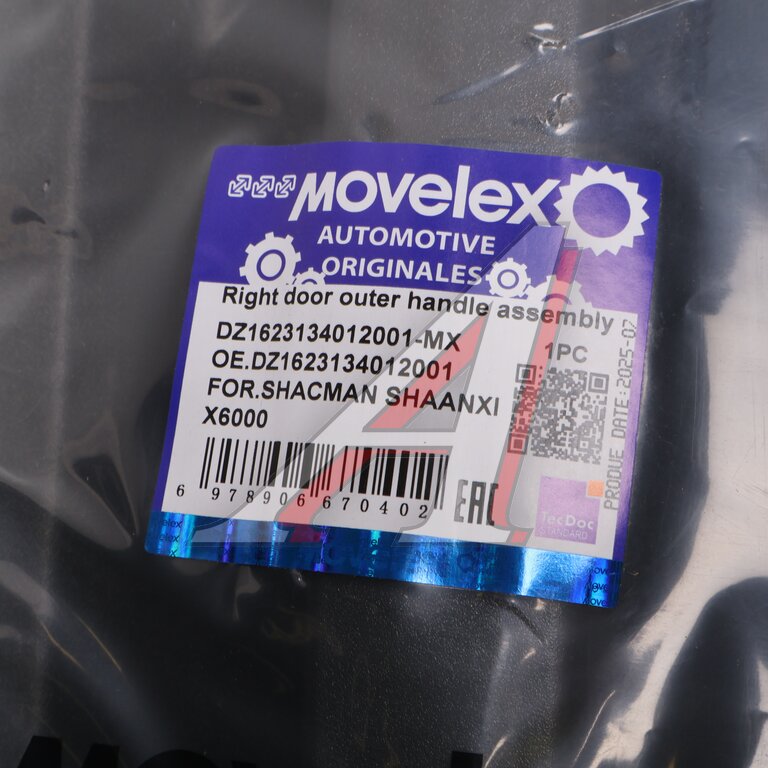 MOVELEX
AUTOMOTIVE
ORIGINALES
Right door outer handle assembly
DZ1623134012001-MX
1PC
OE.DZ1623134012001
FOR.SHACMAN SHAANXI
X6000
PRODUE DATE:2025-07
6 978906 670402
EAC
TecDoc
STANDARD